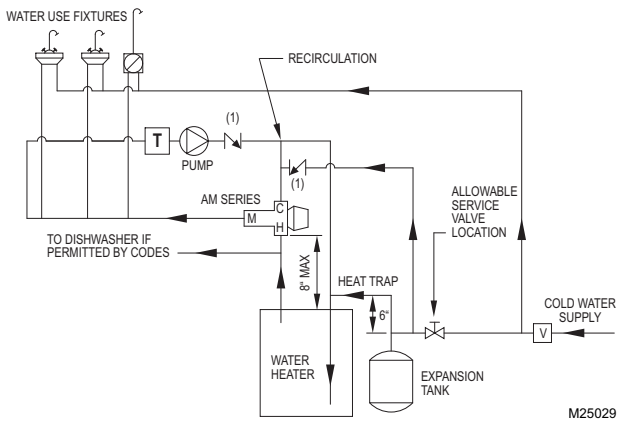 WATER USE FIXTURES
RECIRCULATION
(1)
T
PUMP
(1)
AM SERIES
C
M
H
ALLOWABLE
SERVICE
VALVE
LOCATION
TO DISHWASHER IF
PERMITTED BY CODES
8" MAX
HEAT TRAP
6"
COLD WATER
SUPPLY
V
WATER
HEATER
EXPANSION
TANK
M25029